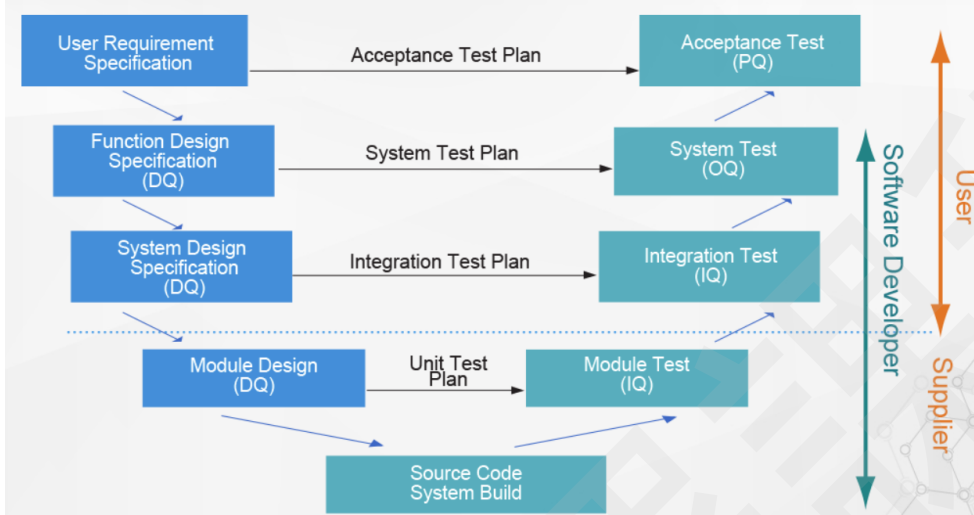 User Requirement
Specification
Acceptance Test Plan
Acceptance Test
(PQ)
Function Design
Specification
(DQ)
System Test Plan
System Test
(OQ)
System Design
Specification
(DQ)
Integration Test Plan
Integration Test
(IQ)
Module Design
(DQ)
Unit Test
Plan
Module Test
(IQ)
Source Code
System Build
Software Developer
User
Supplier